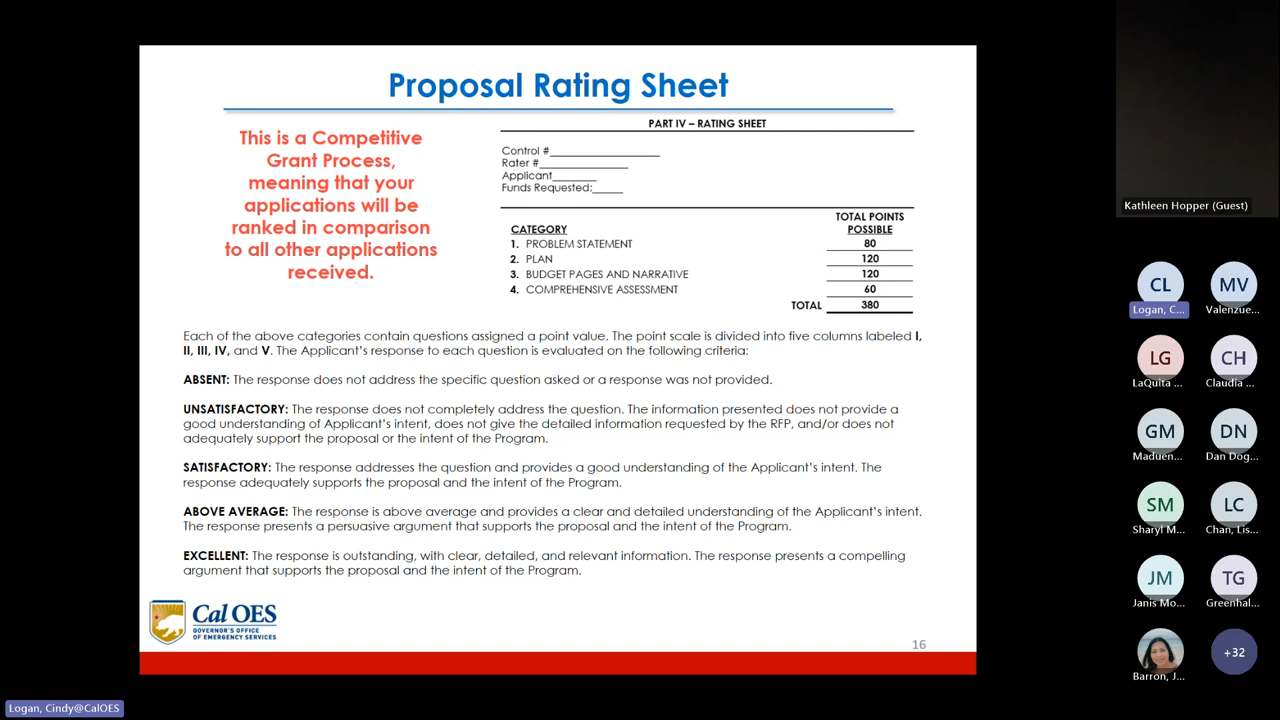 Proposal Rating Sheet
This is a Competitive
Grant Process,
meaning that your
applications will be
ranked in comparison
to all other applications
received.
PART IV – RATING SHEET
Control #
Rater #
Applicant
Funds Requested:
CATEGORY TOTAL POINTS POSSIBLE
1. PROBLEM STATEMENT 80
2. PLAN 120
3. BUDGET PAGES AND NARRATIVE 120
4. COMPREHENSIVE ASSESSMENT 60
TOTAL 380
Each of the above categories contain questions assigned a point value. The point scale is divided into five columns labeled I,
II, III, IV, and V. The Applicant's response to each question is evaluated on the following criteria:
ABSENT: The response does not address the specific question asked or a response was not provided.
UNSATISFACTORY: The response does not completely address the question. The information presented does not provide a
good understanding of Applicant's intent, does not give the detailed information requested by the RFP, and/or does not
adequately support the proposal or the intent of the Program.
SATISFACTORY: The response addresses the question and provides a good understanding of the Applicant's intent. The
response adequately supports the proposal and the intent of the Program.
ABOVE AVERAGE: The response is above average and provides a clear and detailed understanding of the Applicant's intent.
The response presents a persuasive argument that supports the proposal and the intent of the Program.
EXCELLENT: The response is outstanding, with clear, detailed, and relevant information. The response presents a compelling
argument that supports the proposal and the intent of the Program.
Cal OES
GOVERNOR'S OFFICE
OF EMERGENCY SERVICES
16
Kathleen Hopper (Guest)
CL MV
Logan, C... Valenzue...
LG CH
LaQuita ... Claudia ...
GM DN
Maduen... Dan Dog...
SM LC
Sharyl M... Chan, Lis...
JM TG
Janis Mo... Greenhal...
+32
Barron, J...
Logan, Cindy@CalOES